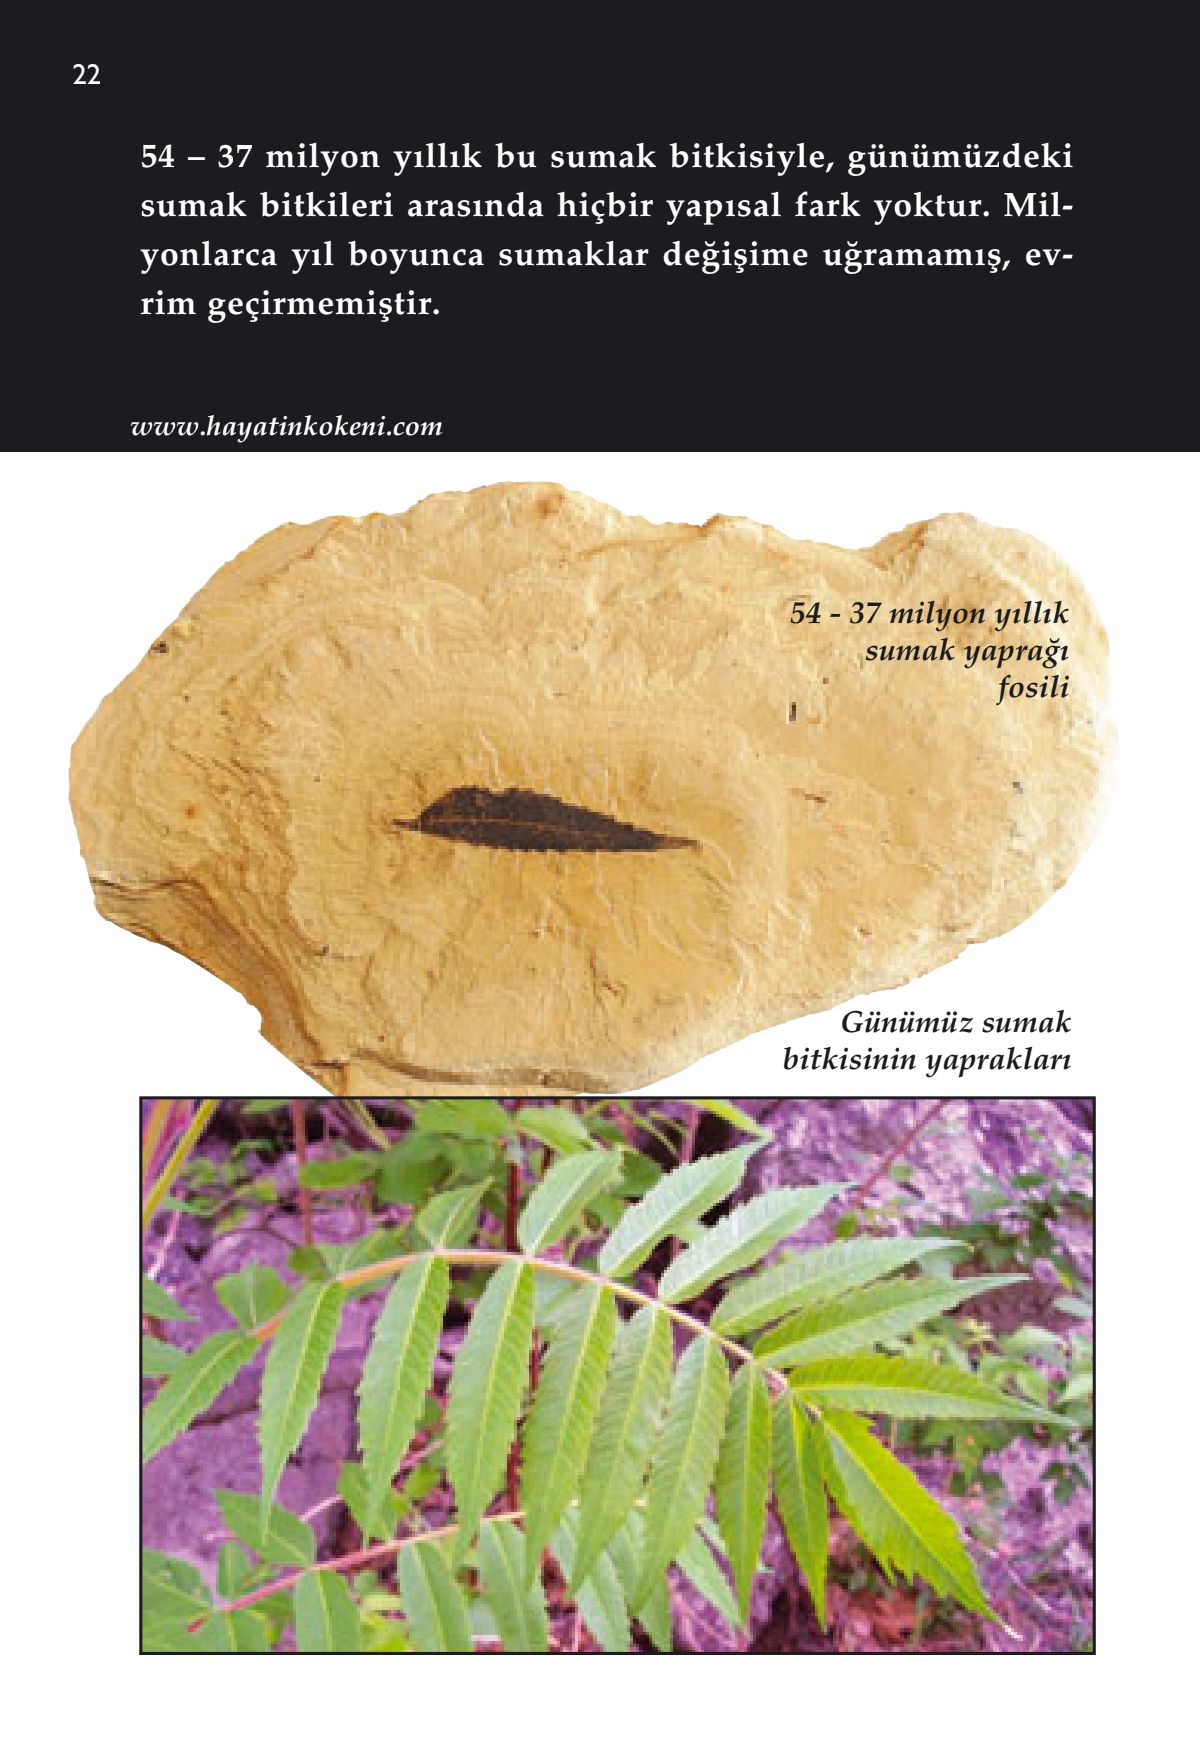 22
54 – 37 milyon yıllık bu sumak bitkisiyle, günümüzdeki
sumak bitkileri arasında hiçbir yapısal fark yoktur. Mil-
yonlarca yıl boyunca sumaklar değişime uğramamış, ev-
rim geçirmemiştir.
www.hayatinkokeni.com
54 - 37 milyon yıllık
sumak yaprağı
fosili
Günümüz sumak
bitkisinin yaprakları